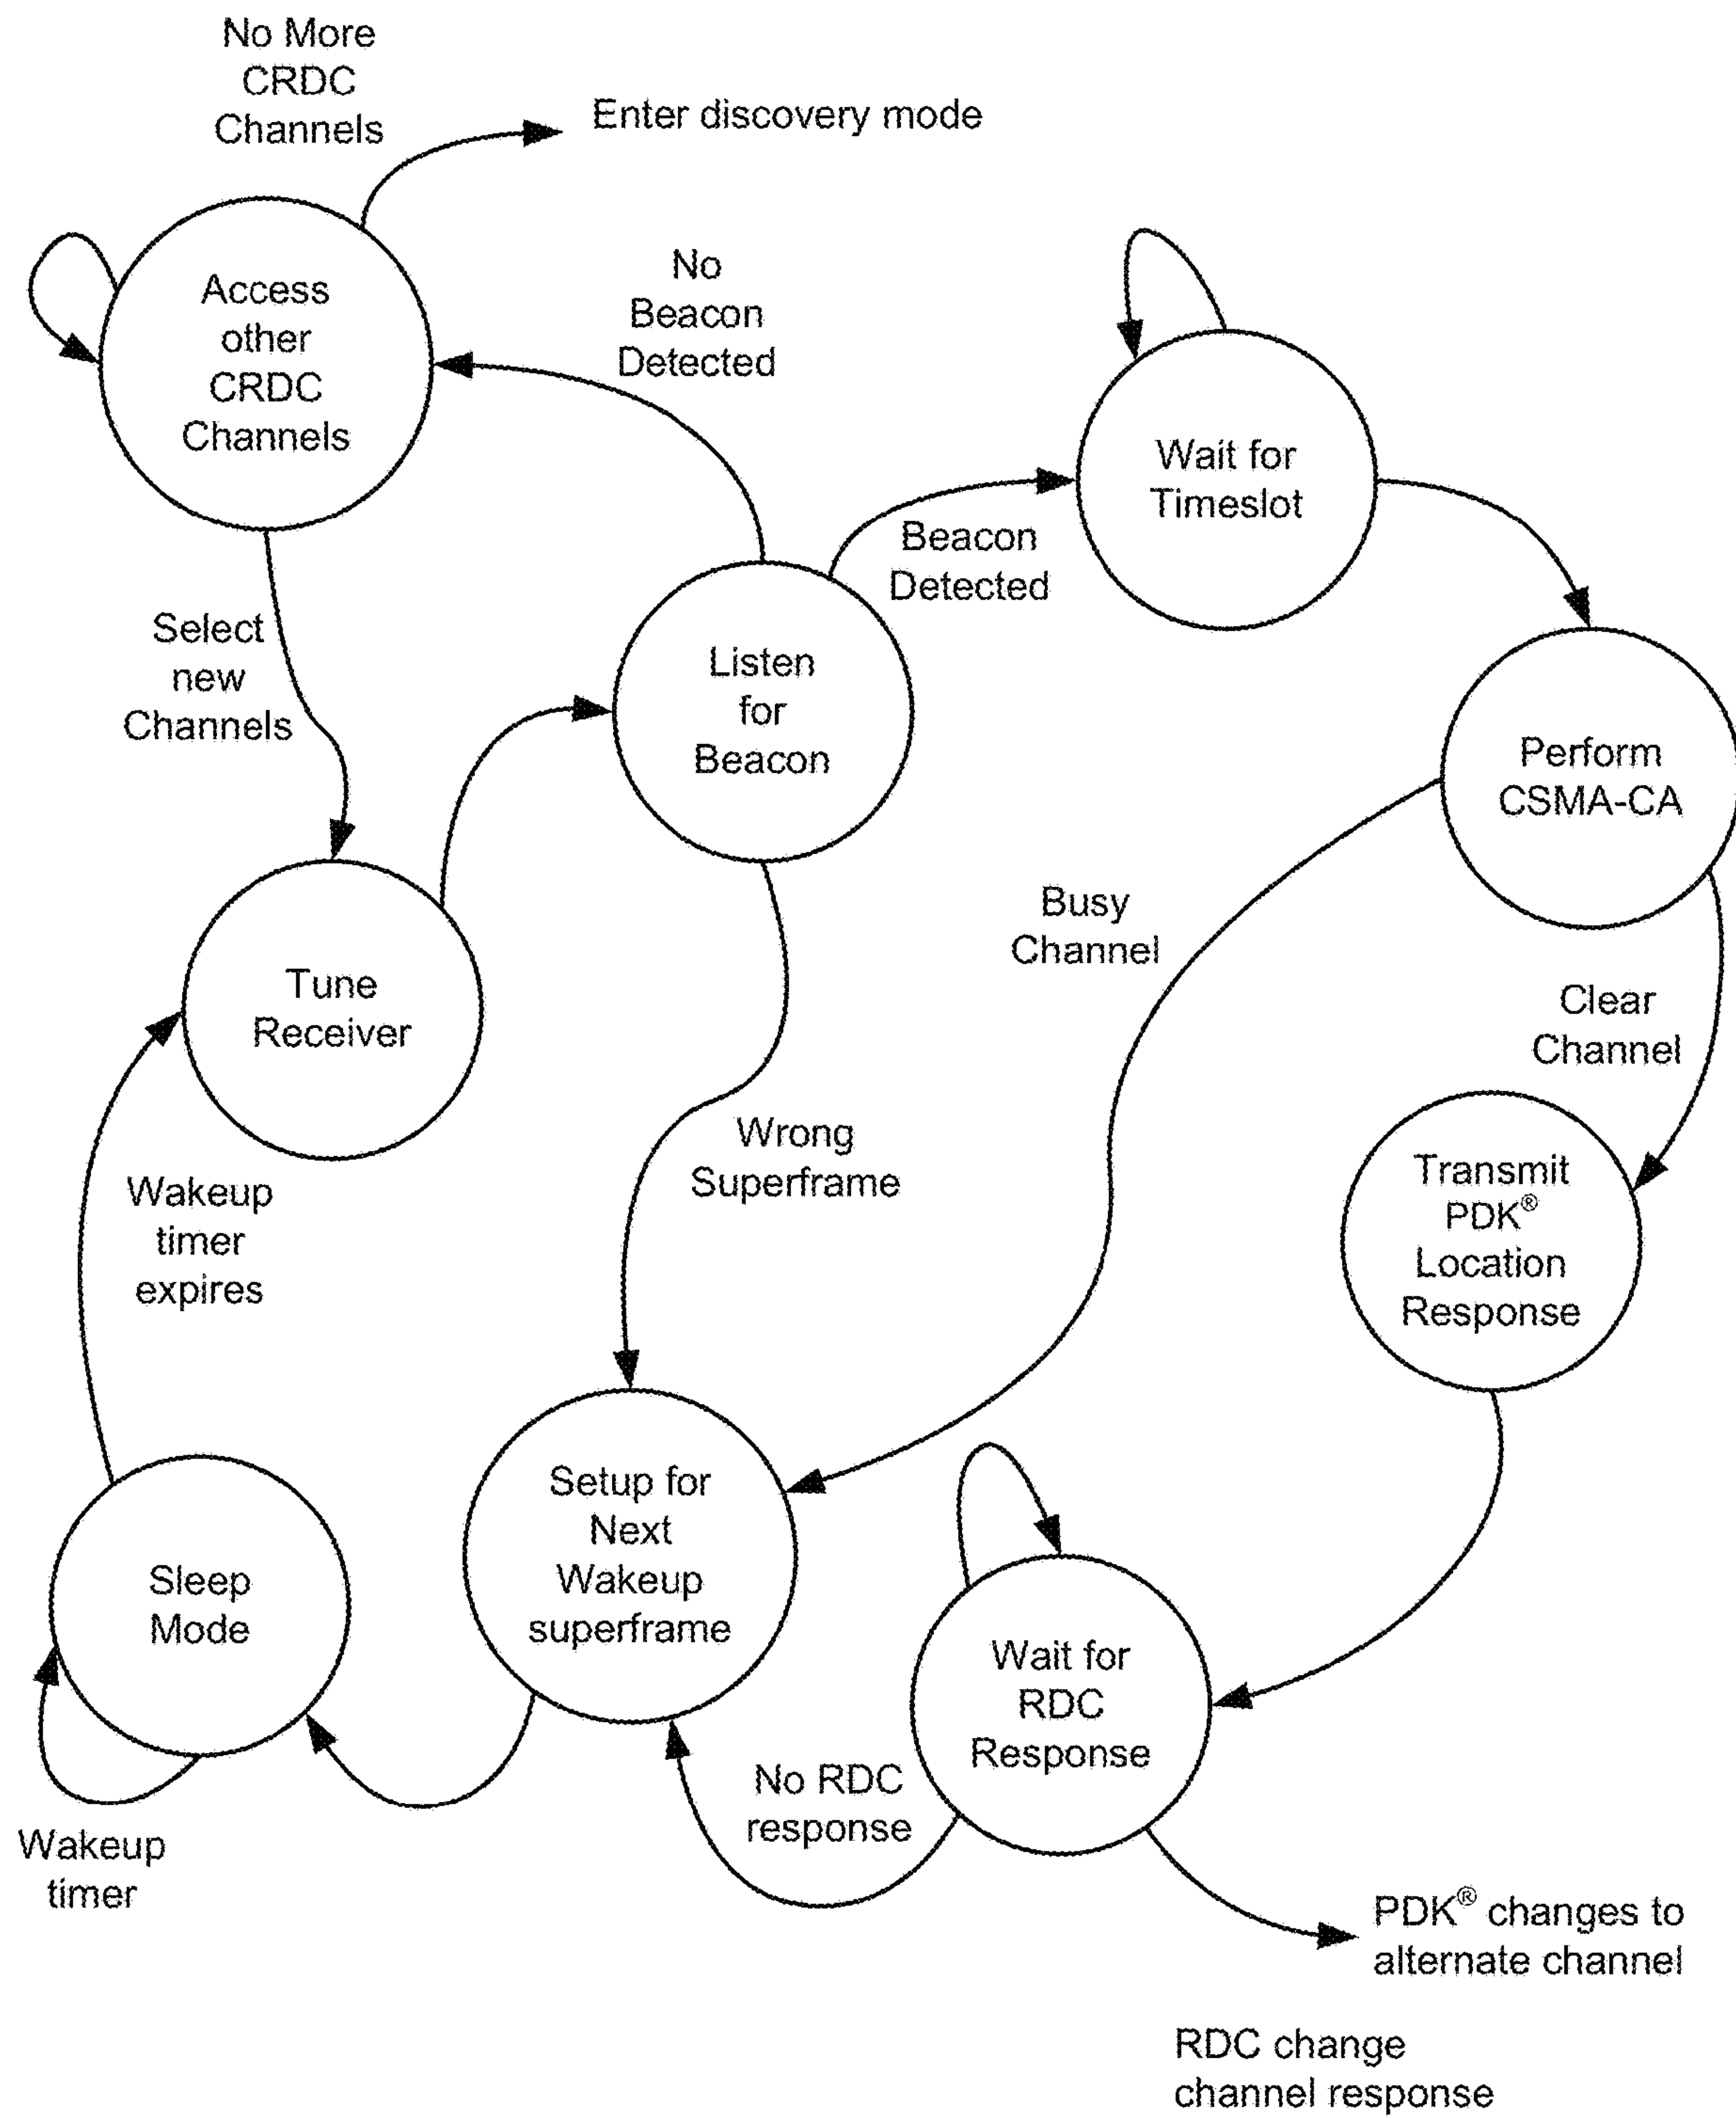 No More
CRDC
Channels
Enter discovery mode
Access
other
CRDC
Channels
No
Beacon
Detected
Wait for
Timeslot
Beacon
Detected
Select
new
Channels
Listen
for
Beacon
Perform
CSMA-CA
Busy
Channel
Tune
Receiver
Clear
Channel
Wrong
Superframe
Wakeup
timer
expires
Transmit
PDK®
Location
Response
Setup for
Next
Wakeup
superframe
Sleep
Mode
Wait for
RDC
Response
No RDC
response
Wakeup
timer
PDK® changes to
alternate channel
RDC change
channel response